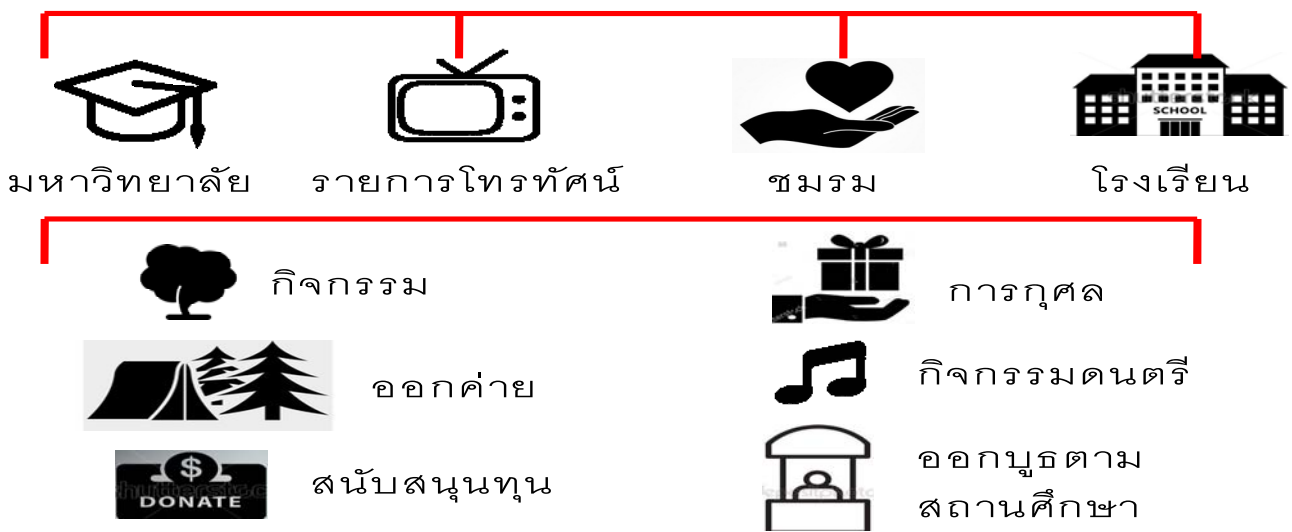 SCHOOL
มหาวิทยาลัย
รายการโทรทัศน์
ชมรม
โรงเรียน
กิจกรรม
การกุศล
ออกค่าย
กิจกรรมดนตรี
$
DONATE
สนับสนุนทุน
ออกบูธตาม
สถานศึกษา